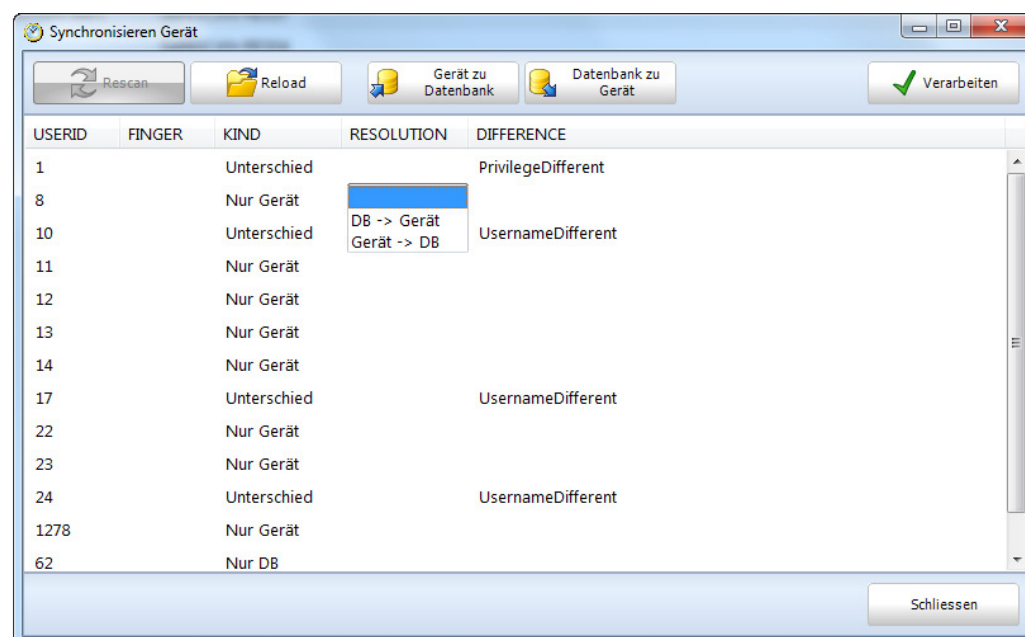 Synchronisieren Gerät
Rescan
Reload
Gerät zu
Datenbank
Datenbank zu
Gerät
Verarbeiten
USERID FINGER KIND RESOLUTION DIFFERENCE
1 Unterschied PrivilegeDifferent
8 Nur Gerät
DB -> Gerät
10 Unterschied UsernameDifferent
Gerät -> DB
11 Nur Gerät
12 Nur Gerät
13 Nur Gerät
14 Nur Gerät
17 Unterschied UsernameDifferent
22 Nur Gerät
23 Nur Gerät
24 Unterschied UsernameDifferent
1278 Nur Gerät
62 Nur DB
Schliessen